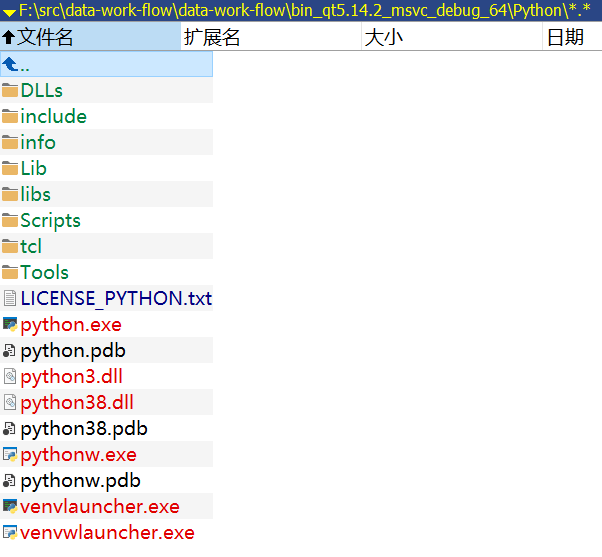 F:\src\data-work-flow\data-work-flow\bin_qt5.14.2_msvc_debug_64\Python\*.*
文件名 扩展名 大小 日期
..
DLLs
include
info
Lib
libs
Scripts
tcl
Tools
LICENSE_PYTHON.txt
python.exe
python.pdb
python3.dll
python38.dll
python38.pdb
pythonw.exe
pythonw.pdb
venvlauncher.exe
venvwlauncher.exe